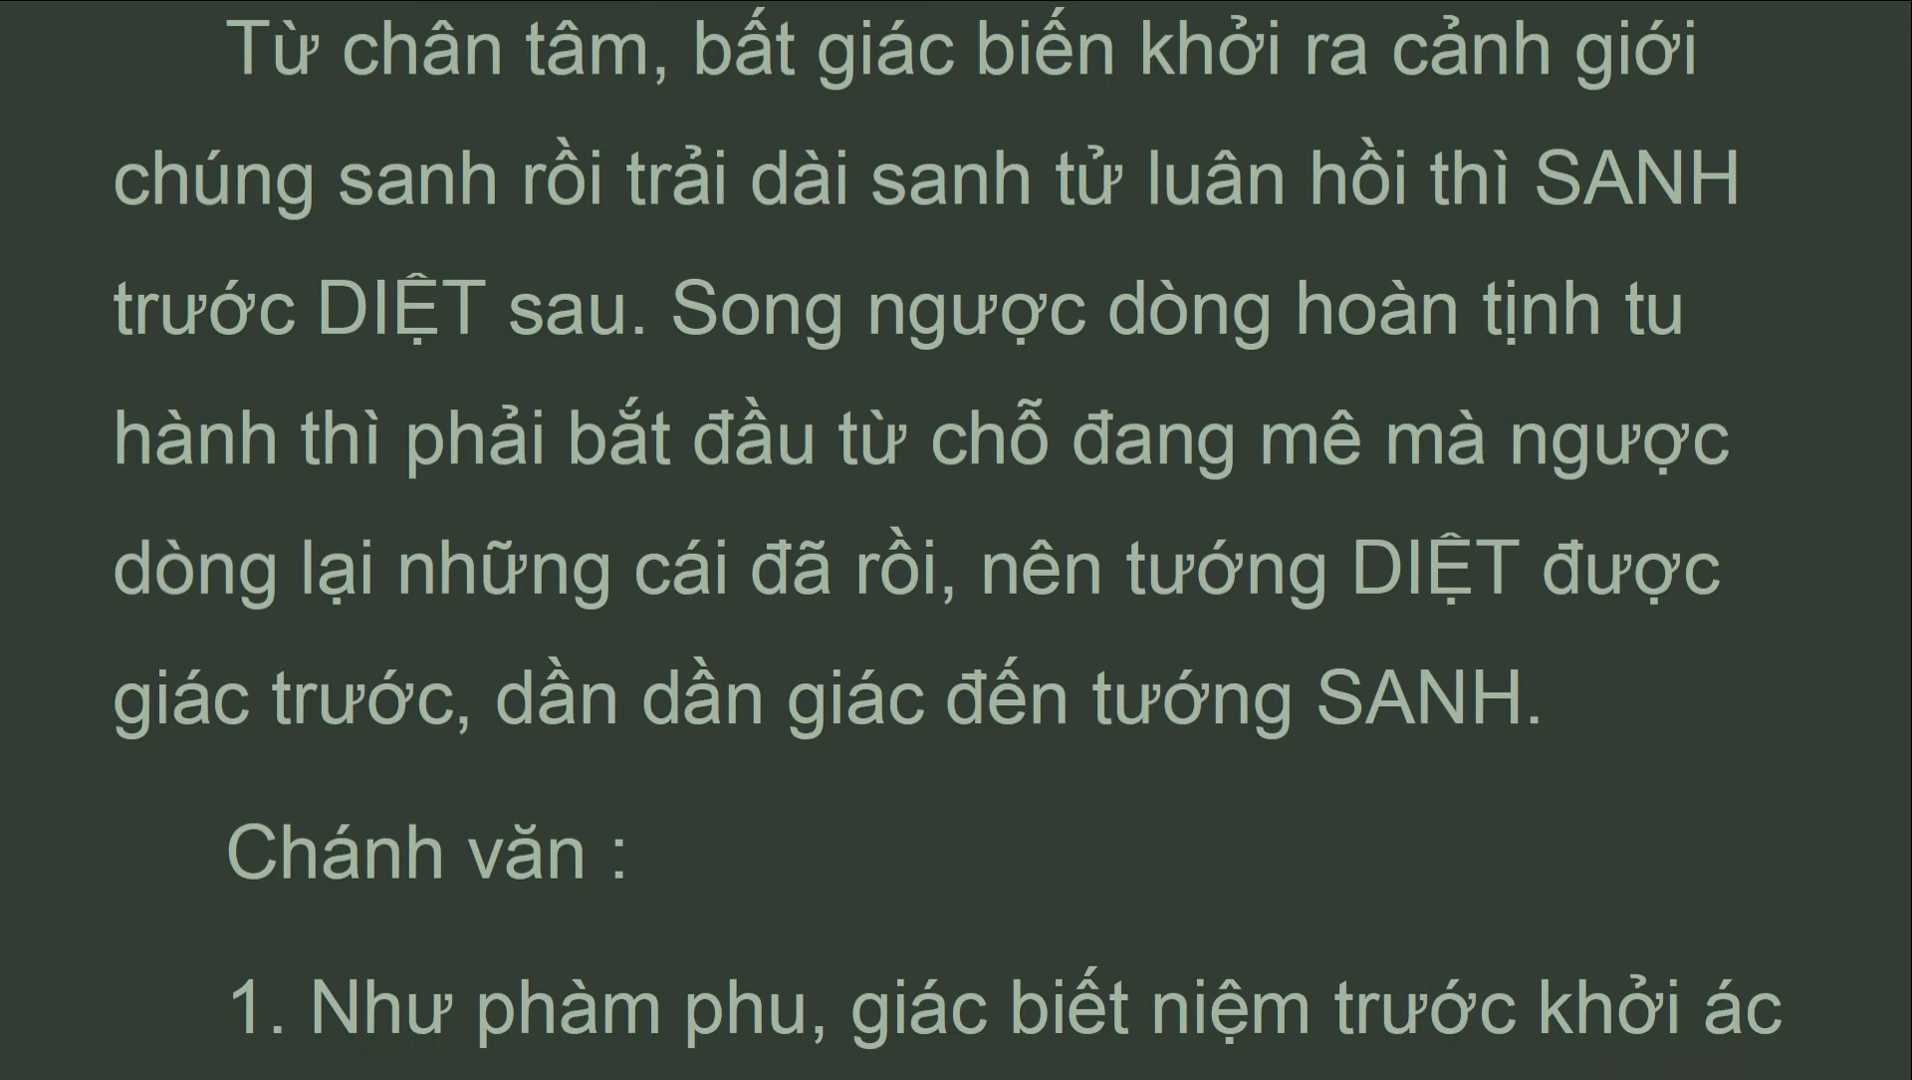 Từ chân tâm, bất giác biến khởi ra cảnh giới
chúng sanh rồi trải dài sanh tử luân hồi thì SANH
trước DIỆT sau. Song ngược dòng hoàn tịnh tu
hành thì phải bắt đầu từ chỗ đang mê mà ngược
dòng lại những cái đã rồi, nên tướng DIỆT được
giác trước, dần dần giác đến tướng SANH.
Chánh văn :
1. Như phàm phu, giác biết niệm trước khởi ác